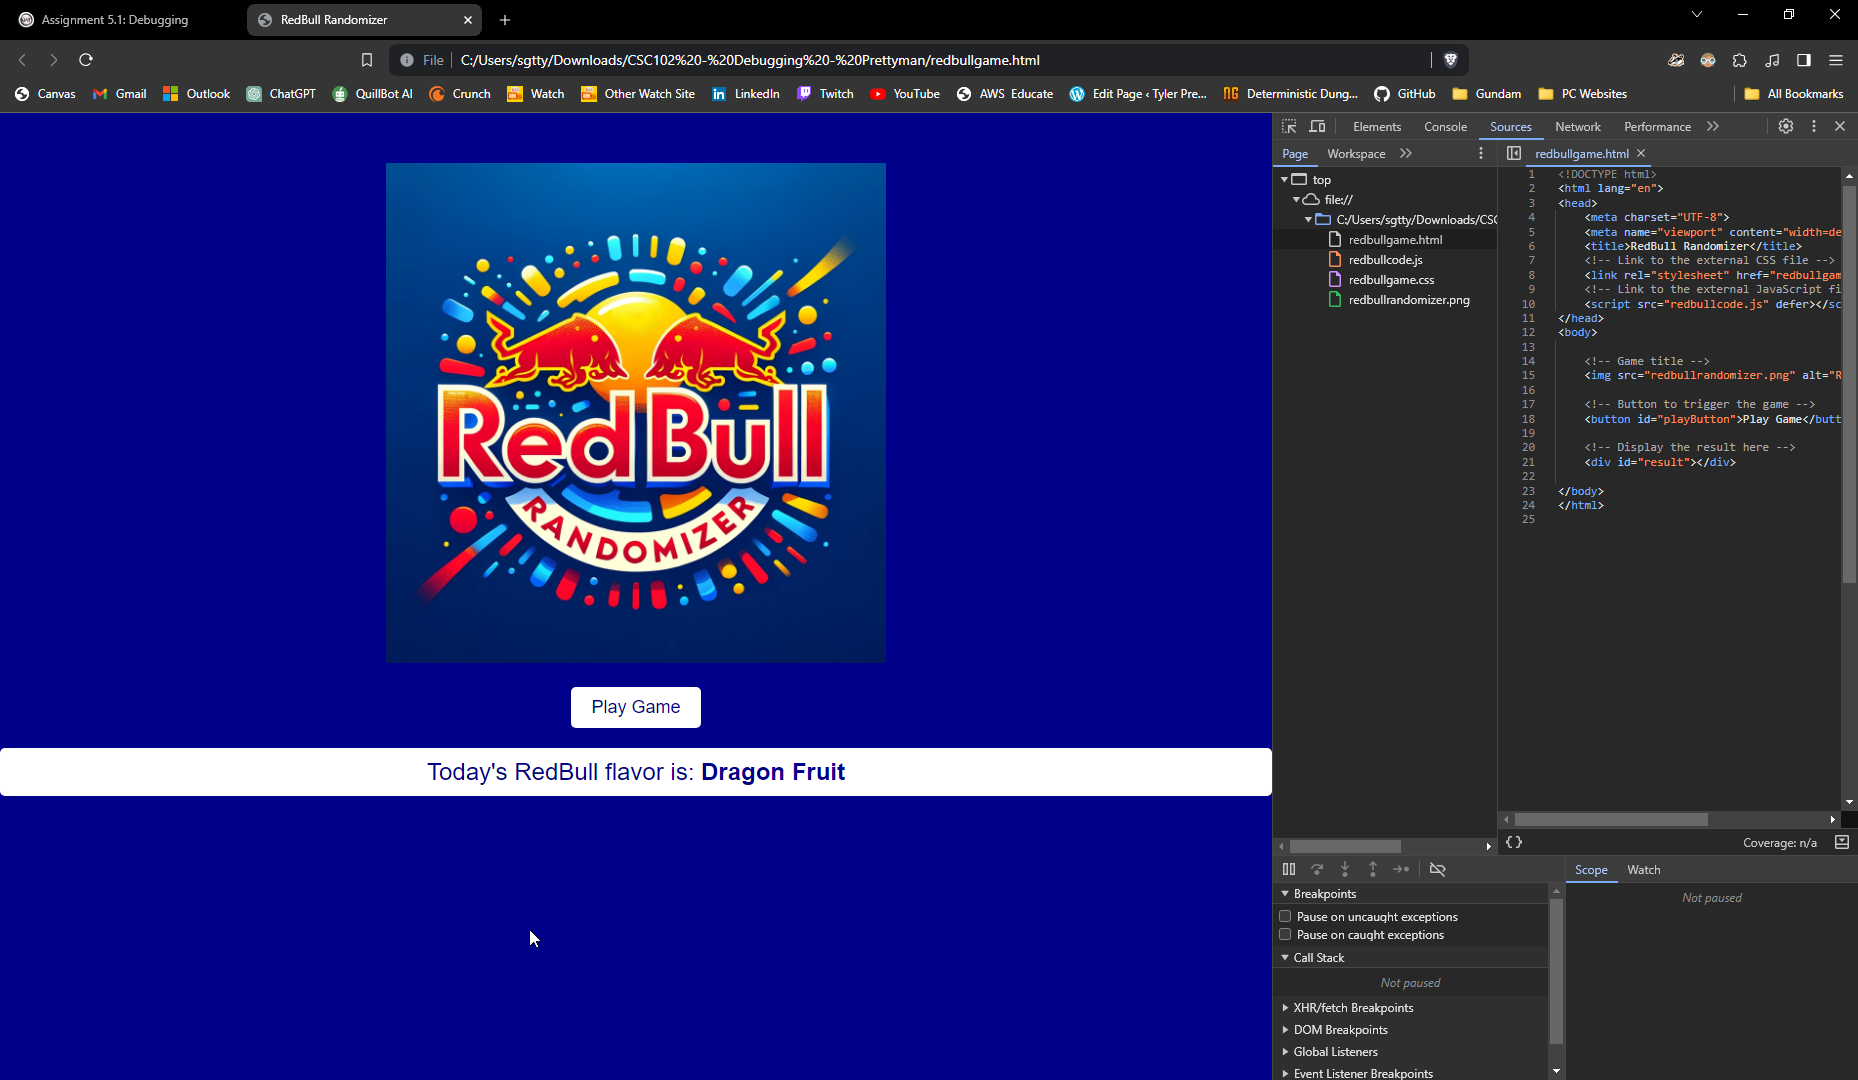 Assignment 5.1: Debugging
RedBull Randomizer
File
C:/Users/sgtty/Downloads/CSC102%20-%20Debugging%20-%20Prettyman/redbullgame.html
Canvas
Gmail
Outlook
ChatGPT
QuillBot AI
Crunch
Watch
Other Watch Site
LinkedIn
Twitch
YouTube
AWS Educate
Edit Page ‹ Tyler Pre...
Deterministic Dung...
GitHub
Gundam
PC Websites
All Bookmarks
Red Bull
RANDOMIZER
Play Game
Today's RedBull flavor is: Dragon Fruit
Elements
Console
Sources
Network
Performance
Page
Workspace
redbullgame.html
top
file://
C:/Users/sgtty/Downloads/CSC
redbullgame.html
redbullcode.js
redbullgame.css
redbullrandomizer.png
1 <!DOCTYPE html>
2 <html lang="en">
3 <head>
4 <meta charset="UTF-8">
5 <meta name="viewport" content="width=de
6 <title>RedBull Randomizer</title>
7 <!-- Link to the external CSS file -->
8 <link rel="stylesheet" href="redbullgam
9 <!-- Link to the external JavaScript fi
10 <script src="redbullcode.js" defer></sc
11 </head>
12 <body>
13
14 <!-- Game title -->
15 <img src="redbullrandomizer.png" alt="R
16
17 <!-- Button to trigger the game -->
18 <button id="playButton">Play Game</butt
19
20 <!-- Display the result here -->
21 <div id="result"></div>
22
23 </body>
24 </html>
25
{}
Coverage: n/a
Scope
Watch
Not paused
Breakpoints
Pause on uncaught exceptions
Pause on caught exceptions
Call Stack
Not paused
XHR/fetch Breakpoints
DOM Breakpoints
Global Listeners
Event Listener Breakpoints